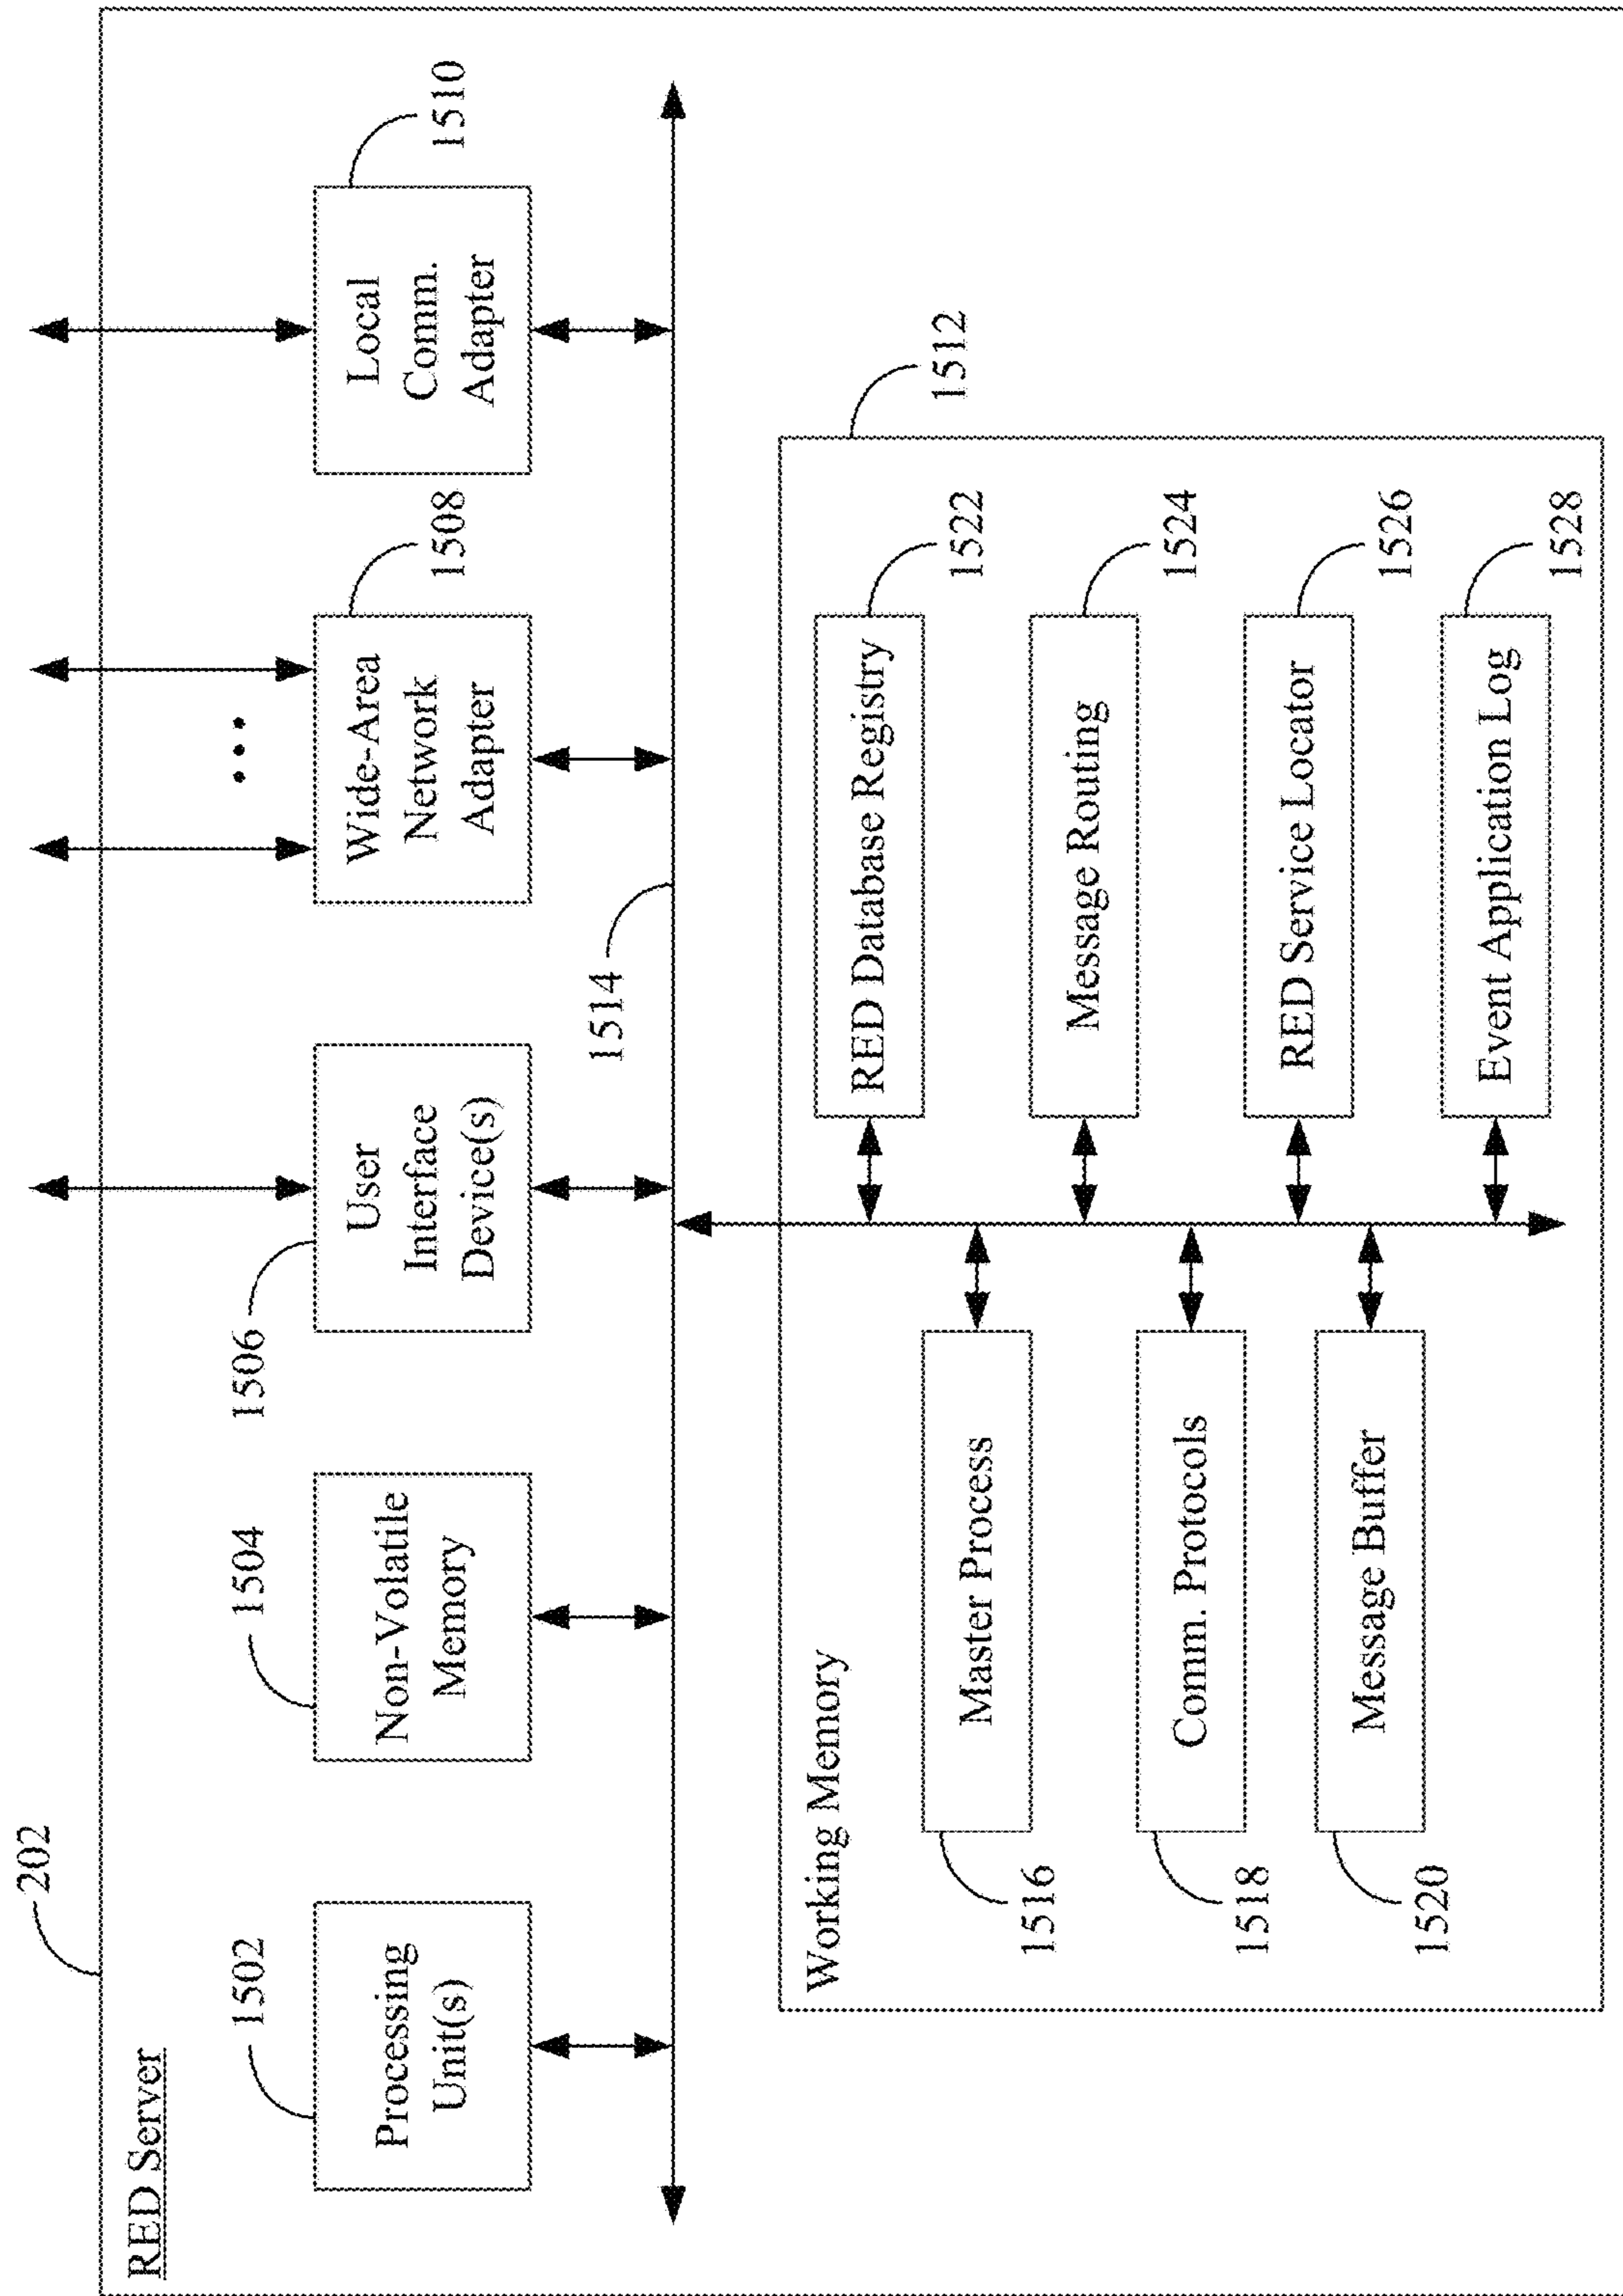 202
RED Server
1502
Processing
Unit(s)
1504
Non-Volatile
Memory
1506
User
Interface
Device(s)
1508
Wide-Area
Network
Adapter
•••
1510
Local
Comm.
Adapter
1514
1512
Working Memory
Master Process
1516
Comm. Protocols
1518
Message Buffer
1520
RED Database Registry
1522
Message Routing
1524
RED Service Locator
1526
Event Application Log
1528